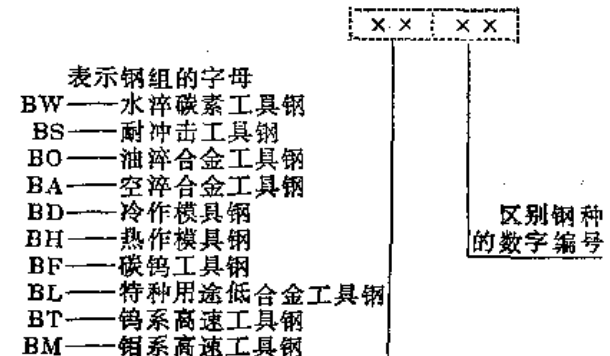 ×× ××
表示钢组的字母
BW——水淬碳素工具钢
BS——耐冲击工具钢
BO——油淬合金工具钢
BA——空淬合金工具钢
BD——冷作模具钢
BH——热作模具钢
BF——碳钨工具钢
BL——特种用途低合金工具钢
BT——钨系高速工具钢
BM——钼系高速工具钢
区别钢种
的数字编号